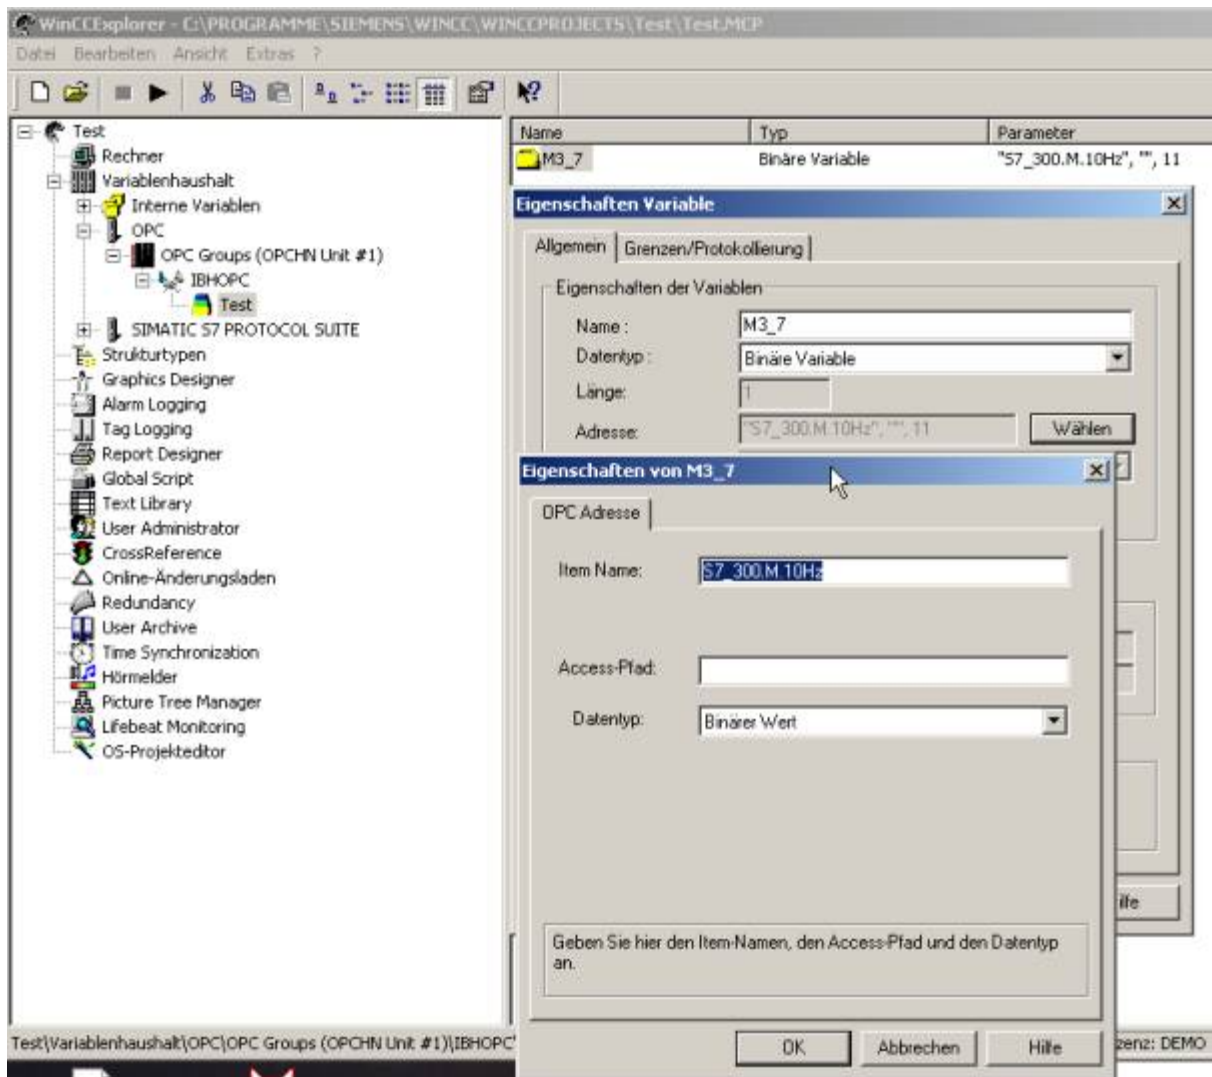 WinCCExplorer - C:\PROGRAMME\SIEMENS\WINCC\WINCCPROJECTS\Test\Test.MCP
Datei Bearbeiten Ansicht Extras ?
Test
Rechner
Variablenhaushalt
Interne Variablen
OPC
OPC Groups (OPCHN Unit #1)
IBHOPC
Test
SIMATIC S7 PROTOCOL SUITE
Strukturtypen
Graphics Designer
Alarm Logging
Tag Logging
Report Designer
Global Script
Text Library
User Administrator
CrossReference
Online-Änderungsladen
Redundancy
User Archive
Time Synchronization
Hörmelder
Picture Tree Manager
Lifebeat Monitoring
OS-Projekteditor
Name Typ Parameter
M3_7 Binäre Variable "S7_300.M.10Hz", "", 11
Eigenschaften Variable
Allgemein Grenzen/Protokollierung
Eigenschaften der Variablen
Name : M3_7
Datentyp : Binäre Variable
Länge: 1
Adresse: "S7_300.M.10Hz", "", 11 Wählen
Eigenschaften von M3_7
OPC Adresse
Item Name: S7_300.M.10Hz
Access-Pfad:
Datentyp: Binärer Wert
Geben Sie hier den Item-Namen, den Access-Pfad und den Datentyp
an.
OK Abbrechen Hilfe
ilfe
Test\Variablenhaushalt\OPC\OPC Groups (OPCHN Unit #1)\IBHOPC
zenz: DEMO